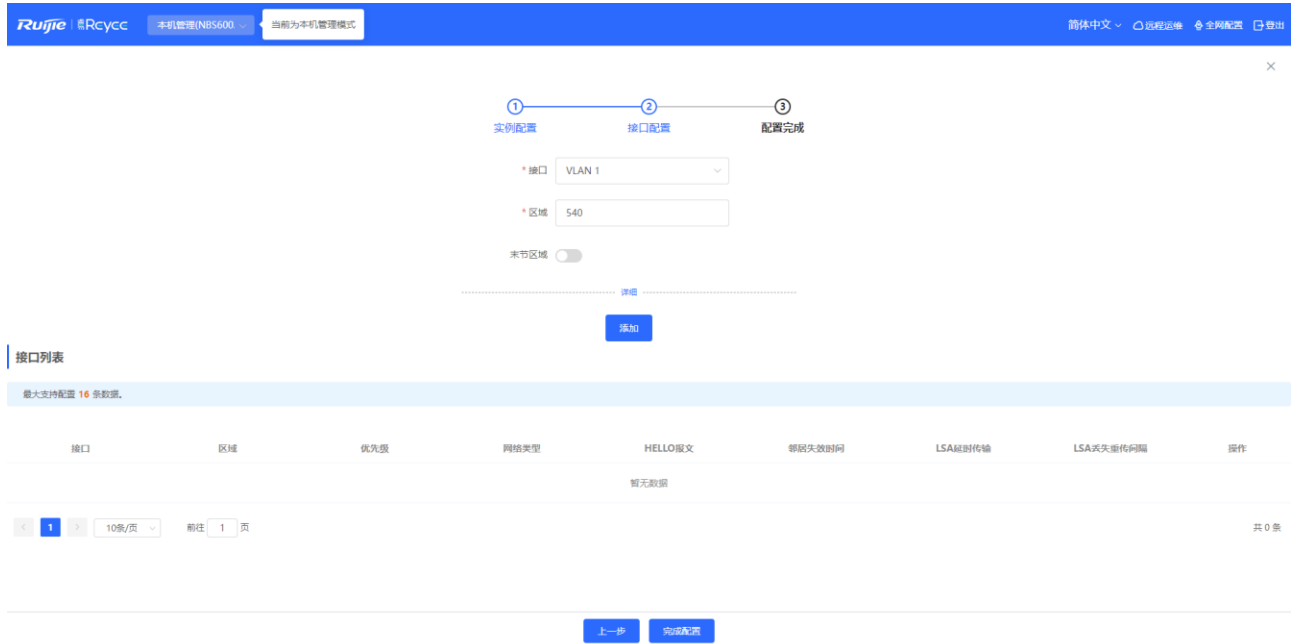 Ruijie | Rcycc 本机管理(NBS600. 当前为本机管理模式 简体中文 远程运维 全网配置 登出
1 2 3
实例配置 接口配置 配置完成
* 接口 VLAN 1
* 区域 540
末节区域
详细
添加
接口列表
最大支持配置 16 条数据。
接口 区域 优先级 网络类型 HELLO报文 邻居失效时间 LSA延时传输 LSA丢失重传间隔 操作
暂无数据
1 10条/页 前往 1 页 共 0 条
上一步 完成配置